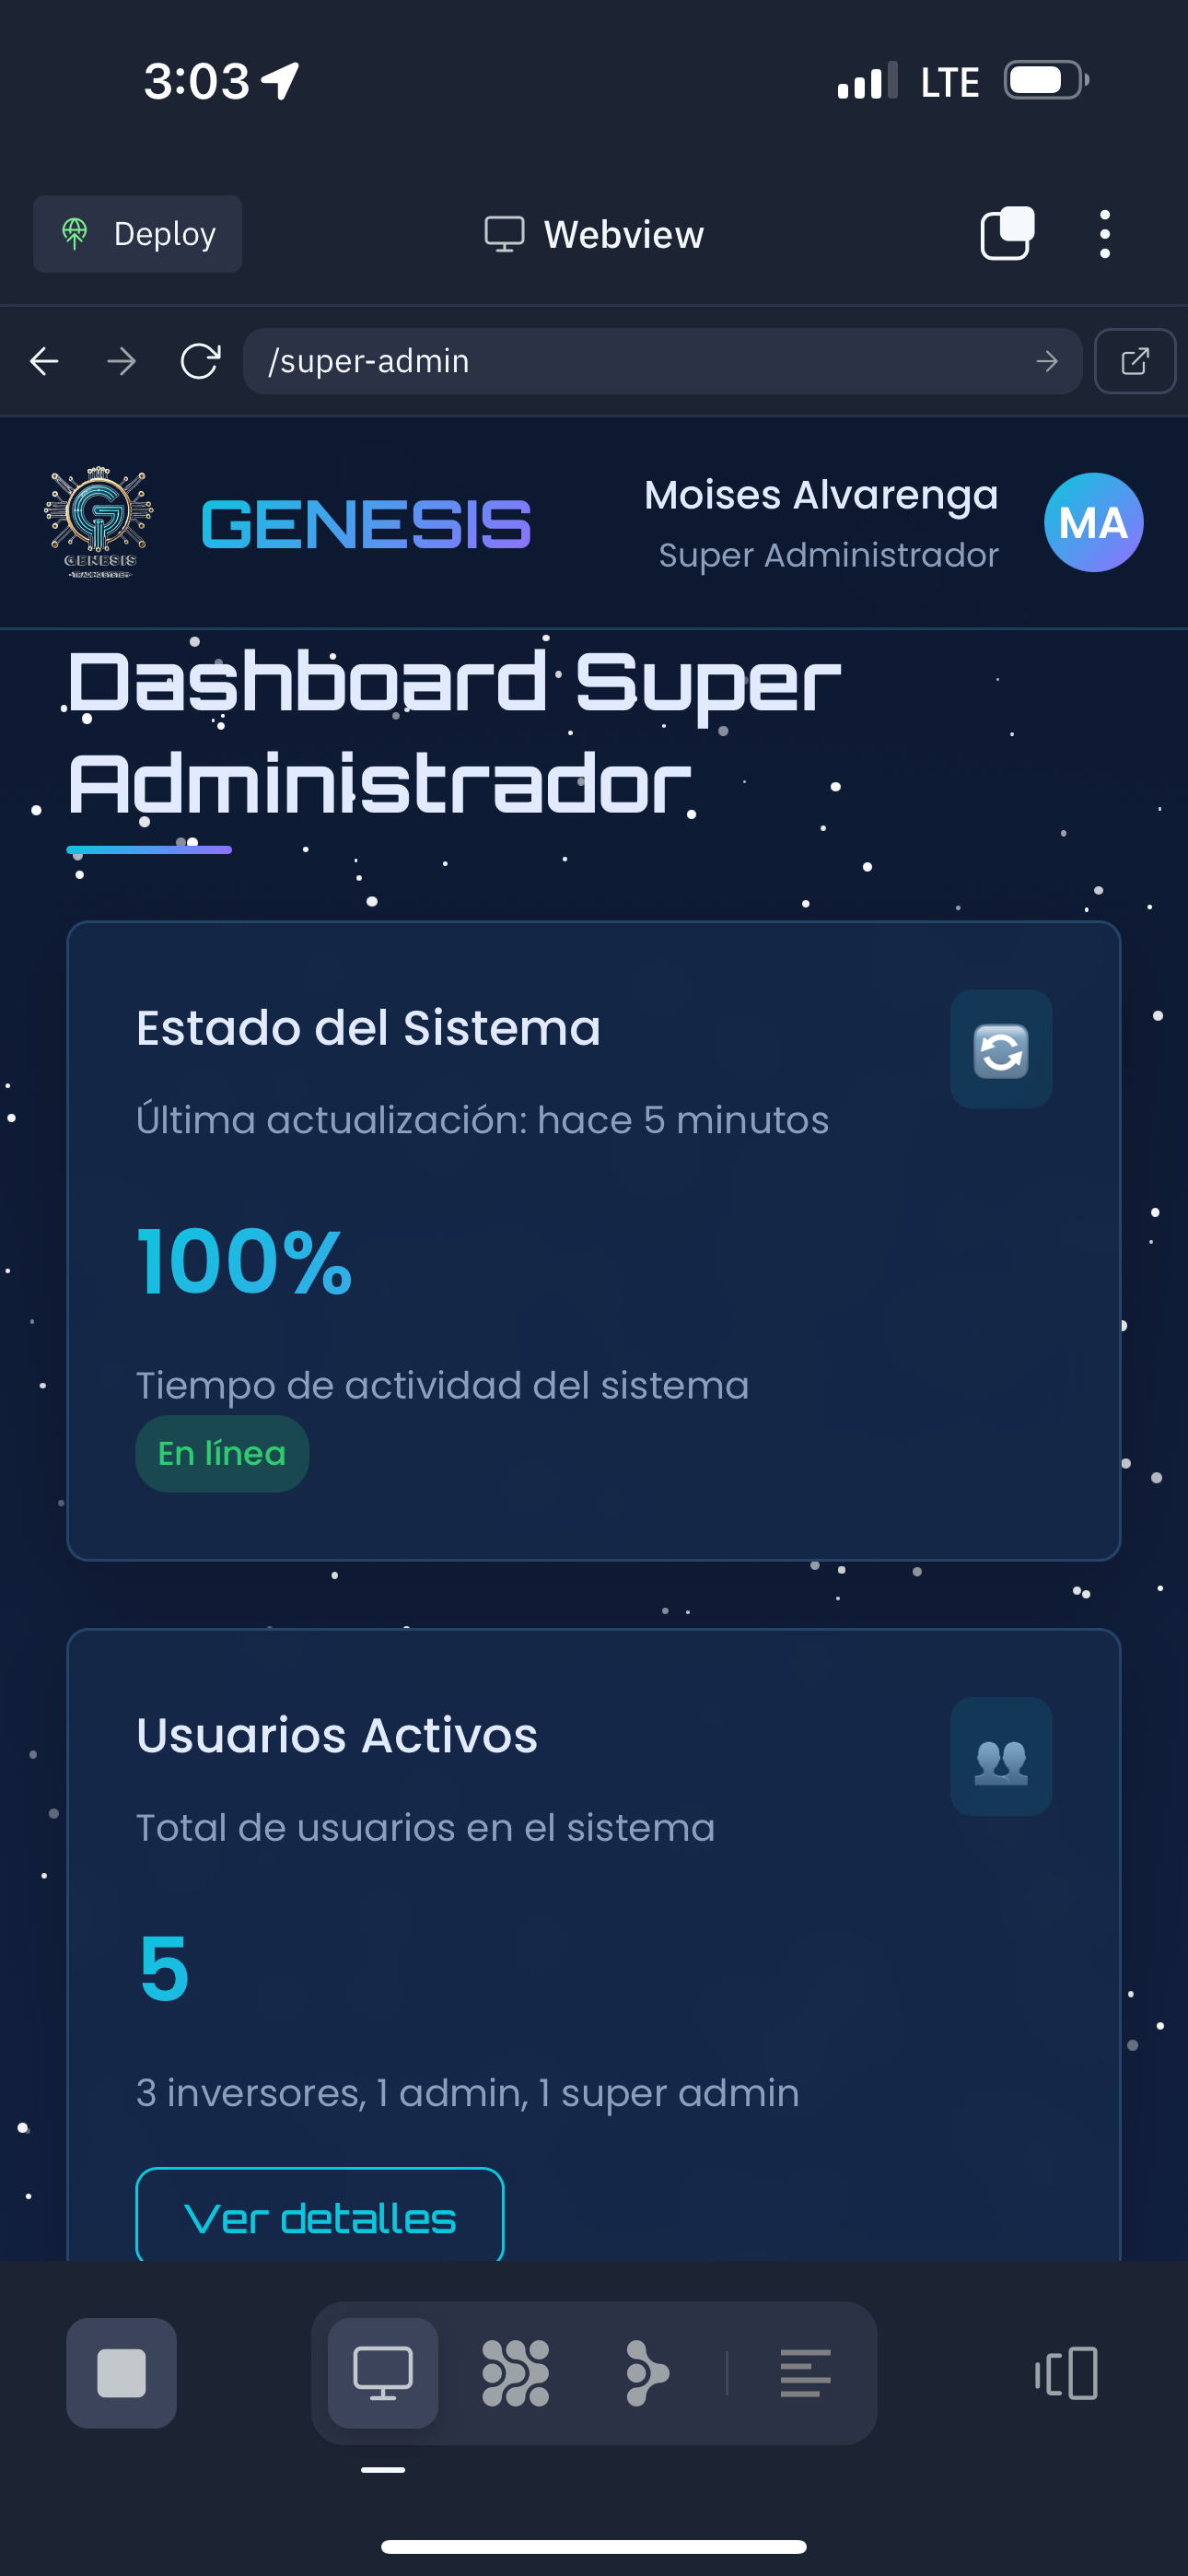 3:03
LTE
Deploy
Webview
/super-admin
GENESIS
-TRADING SYSTEM-
GENESIS
Moises Alvarenga
Super Administrador
MA
Dashboard Super
Administrador
Estado del Sistema
Última actualización: hace 5 minutos
100%
Tiempo de actividad del sistema
En línea
Usuarios Activos
Total de usuarios en el sistema
5
3 inversores, 1 admin, 1 super admin
Ver detalles